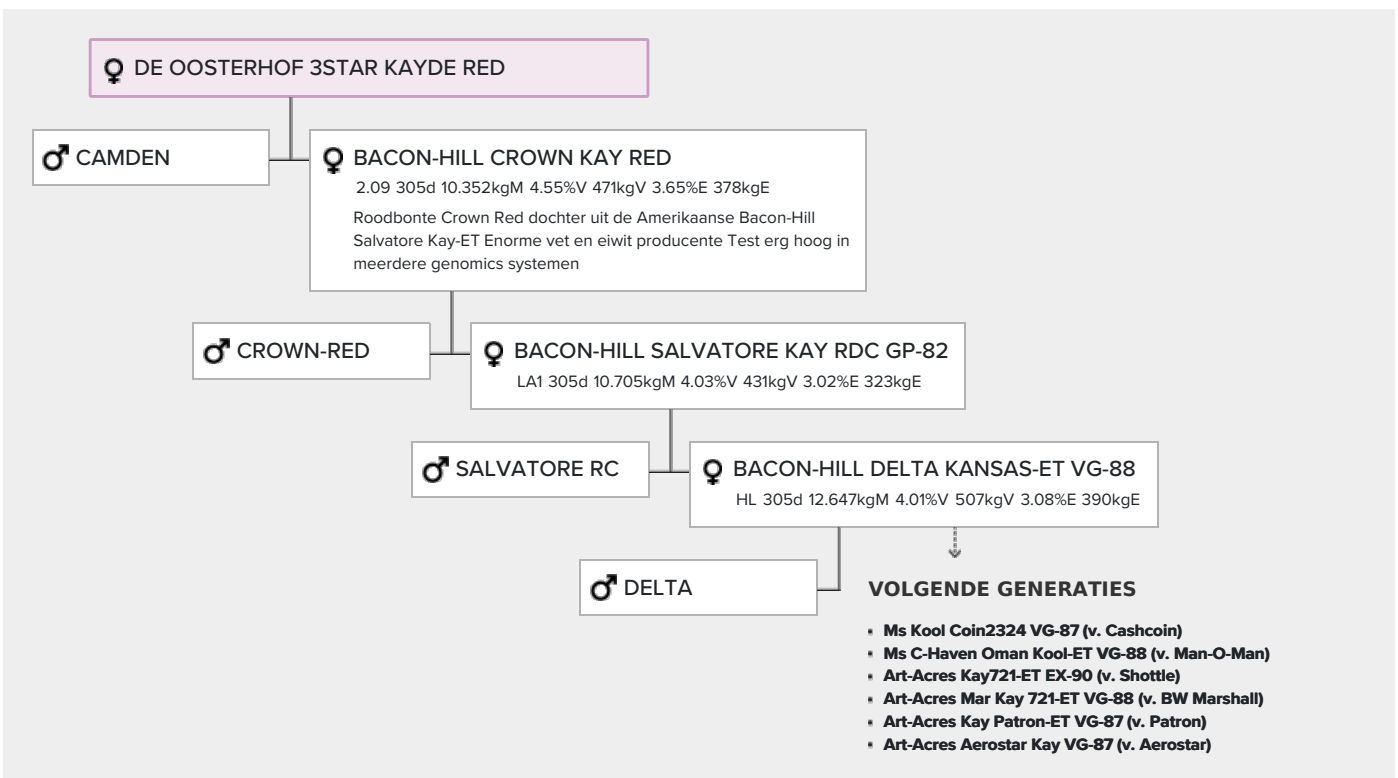 DE OOSTERHOF 3STAR KAYDE RED
CAMDEN
BACON-HILL CROWN KAY RED
2.09 305d 10.352kgM 4.55%V 471kgV 3.65%E 378kgE
Roodbonte Crown Red dochter uit de Amerikaanse Bacon-Hill
Salvatore Kay-ET Enorme vet en eiwit producente Test erg hoog in
meerdere genomics systemen
CROWN-RED
BACON-HILL SALVATORE KAY RDC GP-82
LA1 305d 10.705kgM 4.03%V 431kgV 3.02%E 323kgE
SALVATORE RC
BACON-HILL DELTA KANSAS-ET VG-88
HL 305d 12.647kgM 4.01%V 507kgV 3.08%E 390kgE
DELTA
VOLGENDE GENERATIES
Ms Kool Coin2324 VG-87 (v. Cashcoin)
Ms C-Haven Oman Kool-ET VG-88 (v. Man-O-Man)
Art-Acres Kay721-ET EX-90 (v. Shottle)
Art-Acres Mar Kay 721-ET VG-88 (v. BW Marshall)
Art-Acres Kay Patron-ET VG-87 (v. Patron)
Art-Acres Aerostar Kay VG-87 (v. Aerostar)